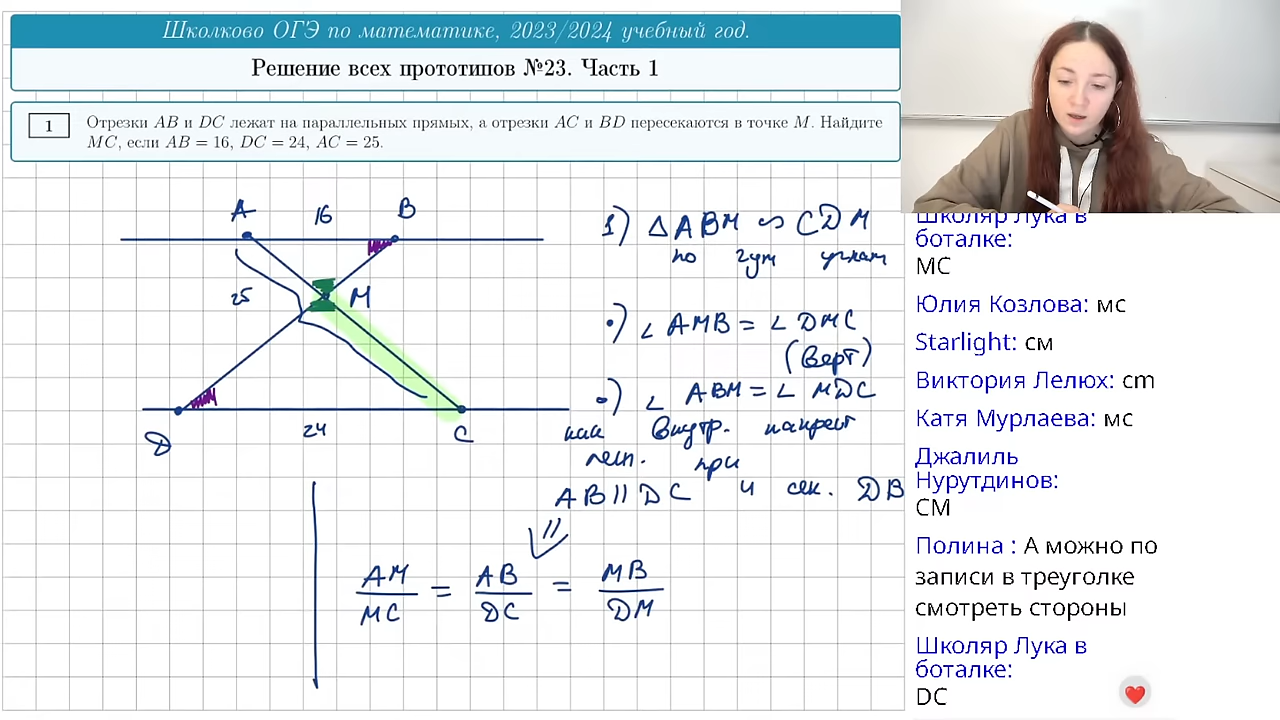 Школково ОГЭ по математике, 2023/2024 учебный год.
Решение всех прототипов №23. Часть 1
1 Отрезки AB и DC лежат на параллельных прямых, а отрезки AC и BD пересекаются в точке M. Найдите
MC, если AB = 16, DC = 24, AC = 25.
A 16 B
25 M
D 24 C
1) △ABM ∽ CDM
по двум углам
•) ∠ AMB = ∠ DMC
(верт)
•) ∠ ABM = ∠ MDC
как внутр. накрест
леж. при
AB || DC и сек. DB
AM/MC = AB/DC = MB/DM
Школяр Лука в
боталке:
МС
Юлия Козлова: мс
Starlight: см
Виктория Лелюх: cm
Катя Мурлаева: мс
Джалиль
Нурутдинов:
СМ
Полина : А можно по
записи в треуголке
смотреть стороны
Школяр Лука в
боталке:
DC